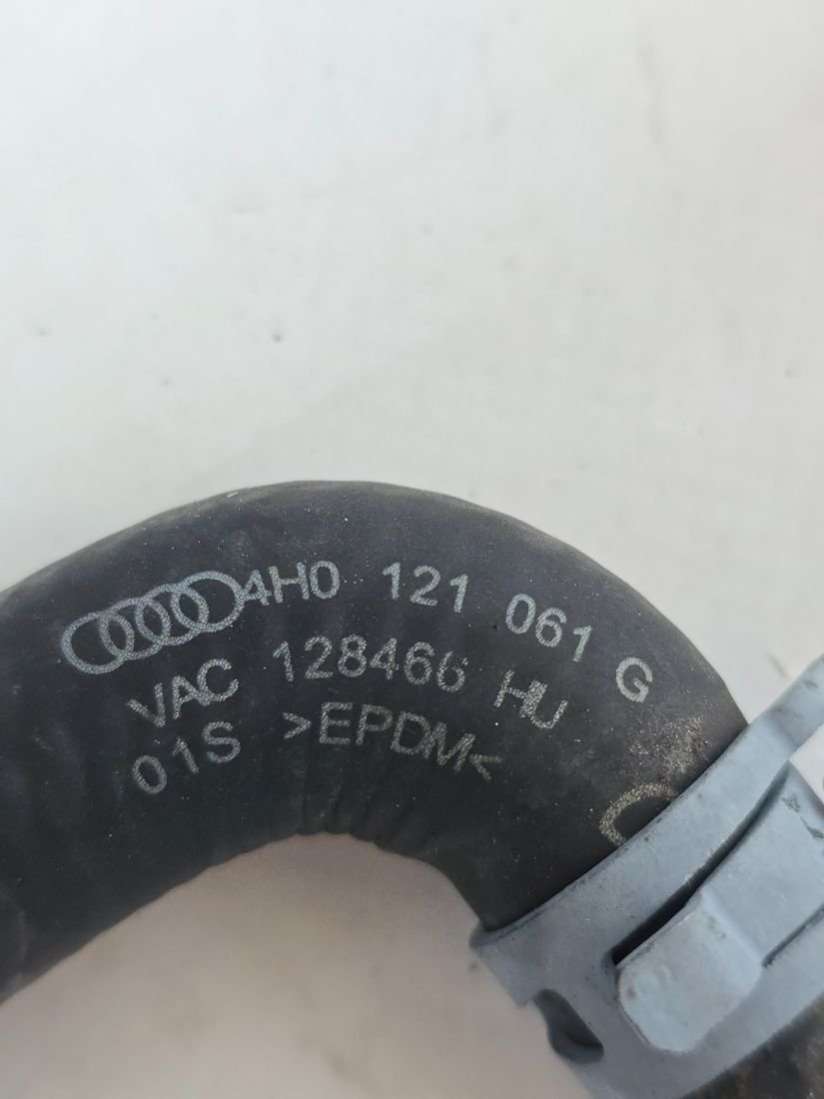 4H0 121 061 G
VAC 128466 HU
01S >EPDM<